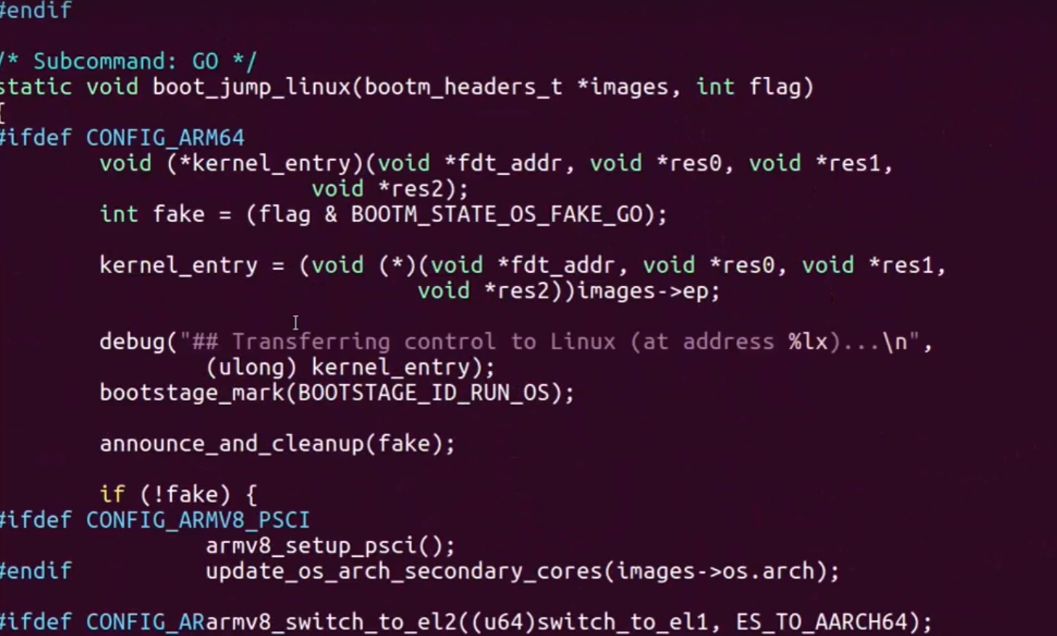 #endif
/* Subcommand: GO */
static void boot_jump_linux(bootm_headers_t *images, int flag)
{
#ifdef CONFIG_ARM64
void (*kernel_entry)(void *fdt_addr, void *res0, void *res1,
void *res2);
int fake = (flag & BOOTM_STATE_OS_FAKE_GO);
kernel_entry = (void (*)(void *fdt_addr, void *res0, void *res1,
void *res2))images->ep;
debug("## Transferring control to Linux (at address %lx)...\n",
(ulong) kernel_entry);
bootstage_mark(BOOTSTAGE_ID_RUN_OS);
announce_and_cleanup(fake);
if (!fake) {
#ifdef CONFIG_ARMV8_PSCI
armv8_setup_psci();
#endif update_os_arch_secondary_cores(images->os.arch);
#ifdef CONFIG_ARarmv8_switch_to_el2((u64)switch_to_el1, ES_TO_AARCH64);